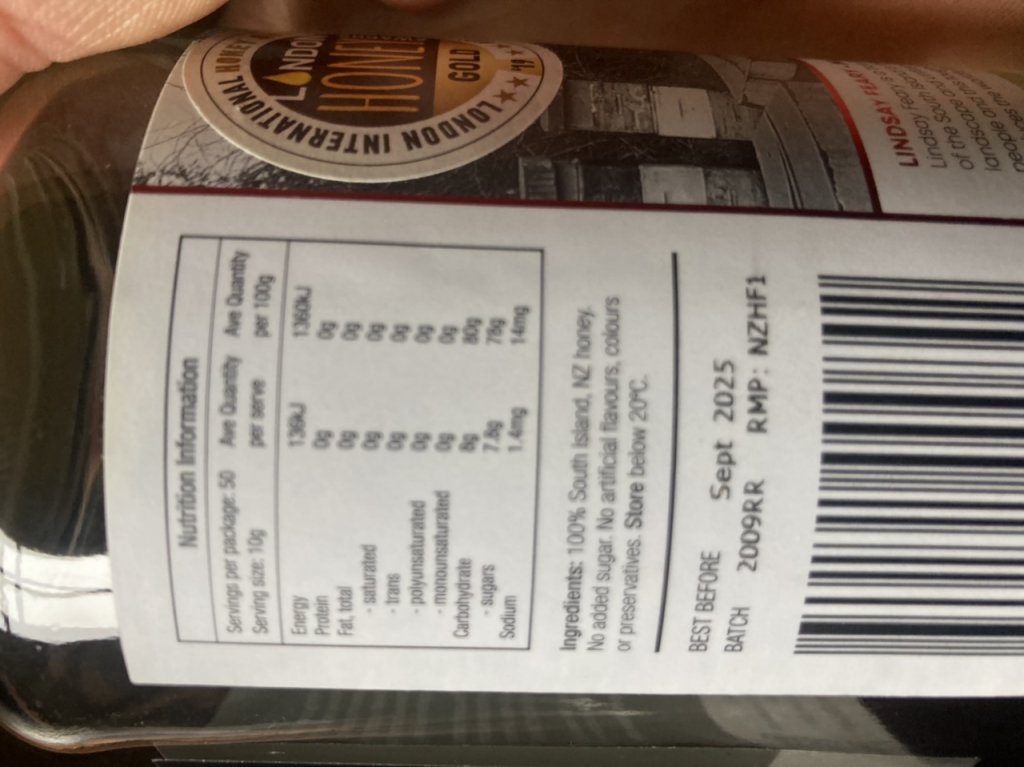 LONDON INTERNATIONAL HONEY
LONDON
HONEY
GOLD
'19
LINDSAY
Lindsay
of the
landscape and the
people
Nutrition Information
Servings per package: 50 Ave Quantity Ave Quantity
Serving size: 10g per serve per 100g
Energy 136kJ 1360kJ
Protein 0g 0g
Fat, total 0g 0g
- saturated 0g 0g
- trans 0g 0g
- polyunsaturated 0g 0g
- monounsaturated 0g 0g
Carbohydrate 8g 80g
- sugars 7.8g 78g
Sodium 1.4mg 14mg
Ingredients: 100% South Island, NZ honey.
No added sugar. No artificial flavours, colours
or preservatives. Store below 20°C.
BEST BEFORE Sept 2025
BATCH 2009RR RMP: NZHF1